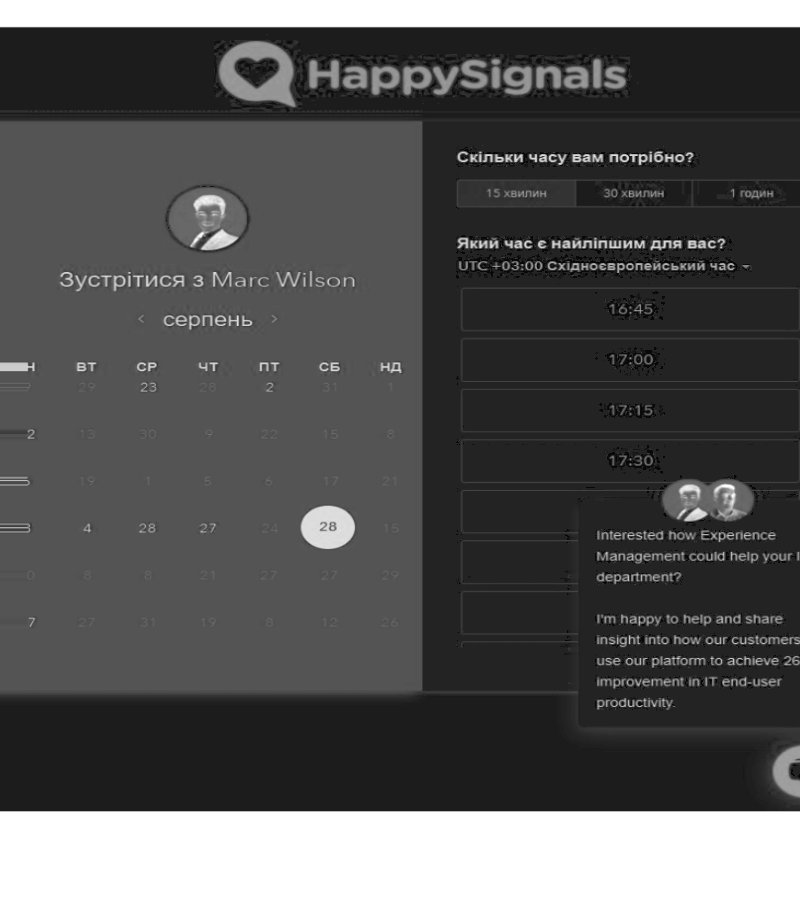 HappySignals
Зустрітися з Marc Wilson
серпень
Н ВТ СР ЧТ ПТ СБ НД
29 23 28 2 31 1
2 13 30 9 22 15 8
19 1 5 6 17 21
3 4 28 27 24 28 15
0 8 8 21 27 27 29
7 27 31 19 8 12 26
Скільки часу вам потрібно?
15 хвилин 30 хвилин 1 годин
Який час є найліпшим для вас?
UTC +03:00 Східноєвропейський час
16:45
17:00
17:15
17:30
Interested how Experience
Management could help your I
department?
I'm happy to help and share
insight into how our customers
use our platform to achieve 26
improvement in IT end-user
productivity.